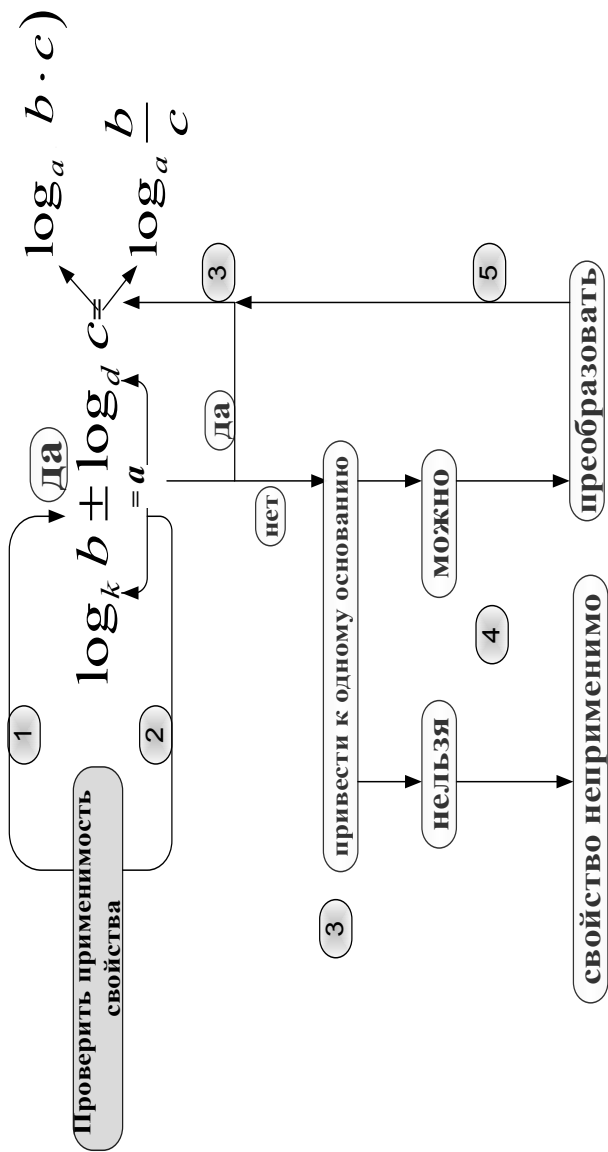 Проверить применимость
свойства
1
2
да
log_k b ± log_d c =
= a
log_a b · c)
log_a b/c
да
3
нет
3
привести к одному основанию
нельзя
можно
4
5
свойство неприменимо
преобразовать